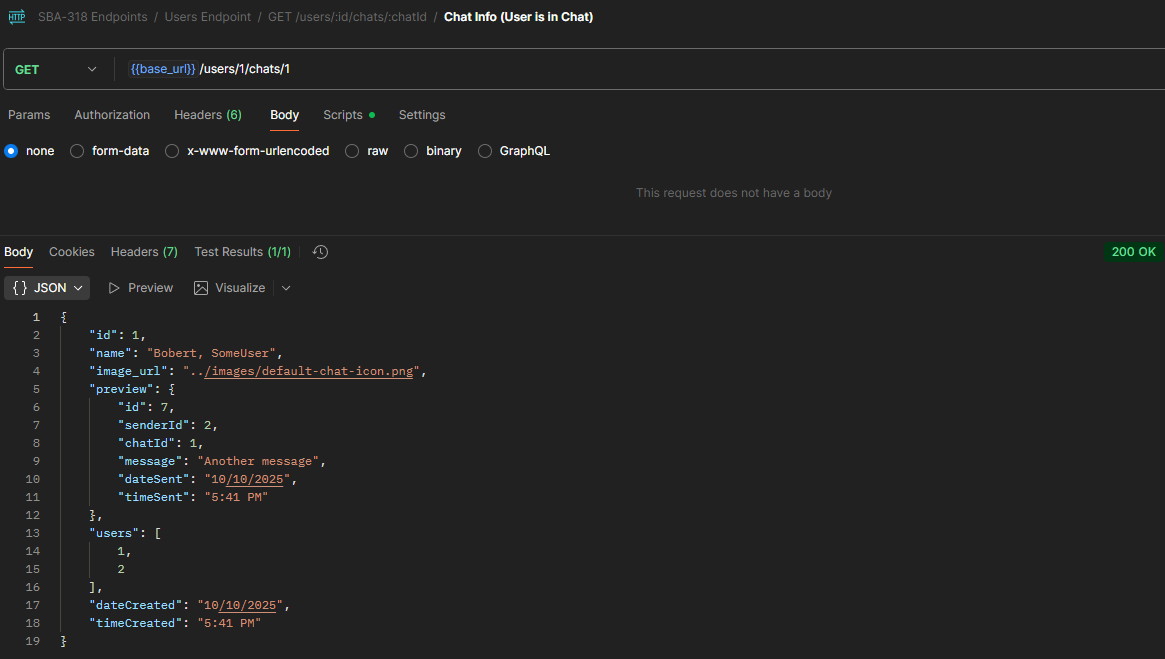 HTTP SBA-318 Endpoints / Users Endpoint / GET /users/:id/chats/:chatId / Chat Info (User is in Chat)
GET {{base_url}} /users/1/chats/1
Params Authorization Headers (6) Body Scripts Settings
none form-data x-www-form-urlencoded raw binary GraphQL
This request does not have a body
Body Cookies Headers (7) Test Results (1/1) 200 OK
{} JSON Preview Visualize
1 {
2 "id": 1,
3 "name": "Bobert, SomeUser",
4 "image_url": "../images/default-chat-icon.png",
5 "preview": {
6 "id": 7,
7 "senderId": 2,
8 "chatId": 1,
9 "message": "Another message",
10 "dateSent": "10/10/2025",
11 "timeSent": "5:41 PM"
12 },
13 "users": [
14 1,
15 2
16 ],
17 "dateCreated": "10/10/2025",
18 "timeCreated": "5:41 PM"
19 }